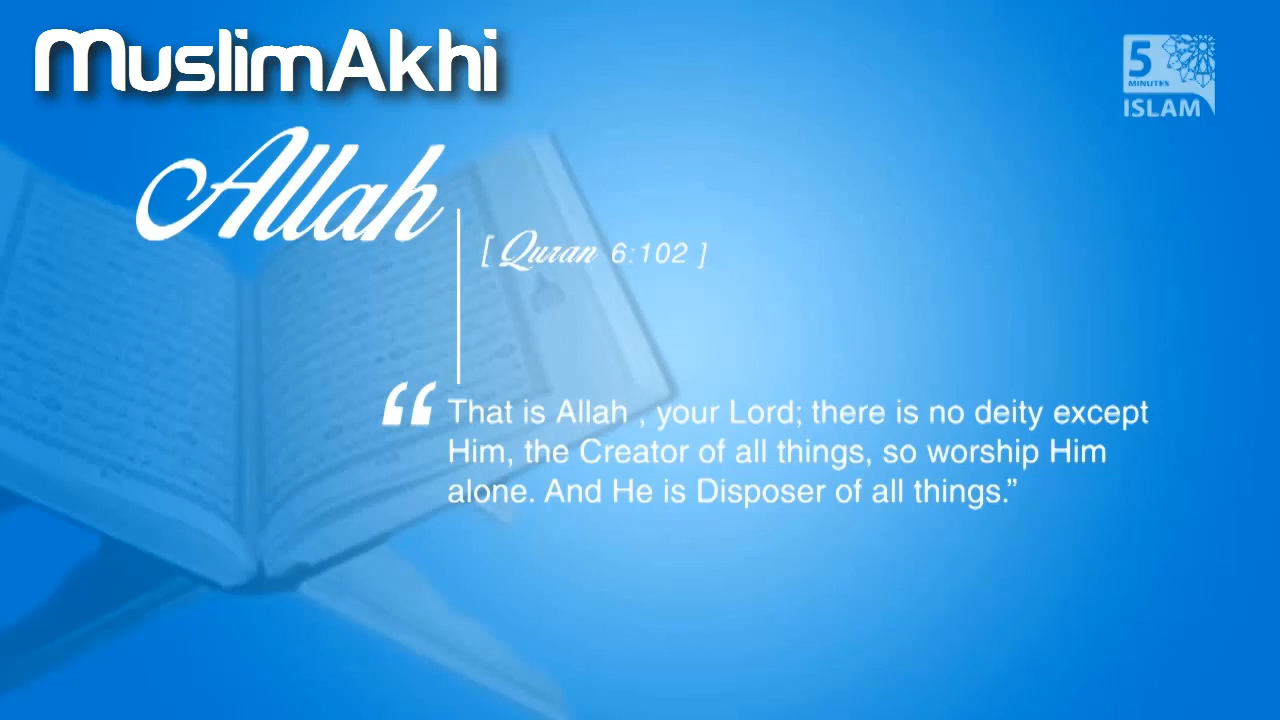 MuslimAkhi
5
MINUTES
ISLAM
Allah
[ Quran 6:102 ]
“ That is Allah , your Lord; there is no deity except
Him, the Creator of all things, so worship Him
alone. And He is Disposer of all things.”